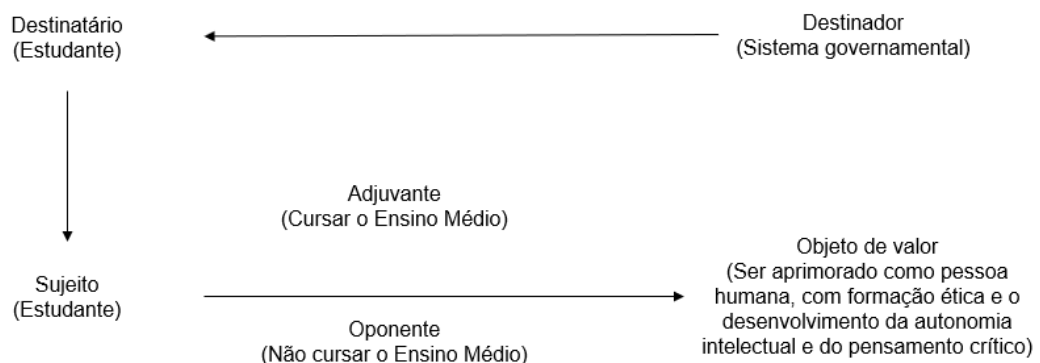 Destinatário
(Estudante)
Destinador
(Sistema governamental)
Adjuvante
(Cursar o Ensino Médio)
Sujeito
(Estudante)
Objeto de valor
(Ser aprimorado como pessoa
humana, com formação ética e o
desenvolvimento da autonomia
intelectual e do pensamento crítico)
Oponente
(Não cursar o Ensino Médio)